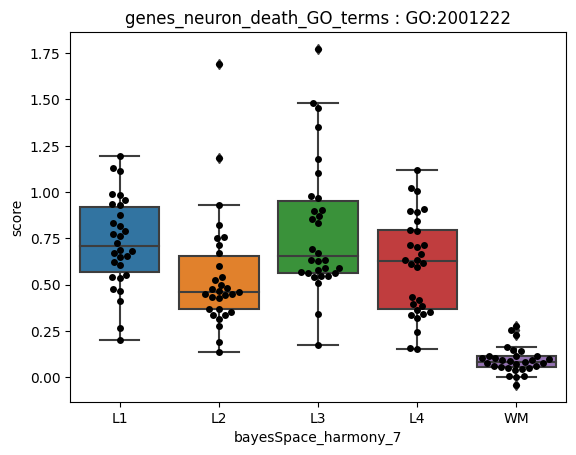 genes_neuron_death_GO_terms : GO:2001222
score
1.75
1.50
1.25
1.00
0.75
0.50
0.25
0.00
L1 L2 L3 L4 WM
bayesSpace_harmony_7